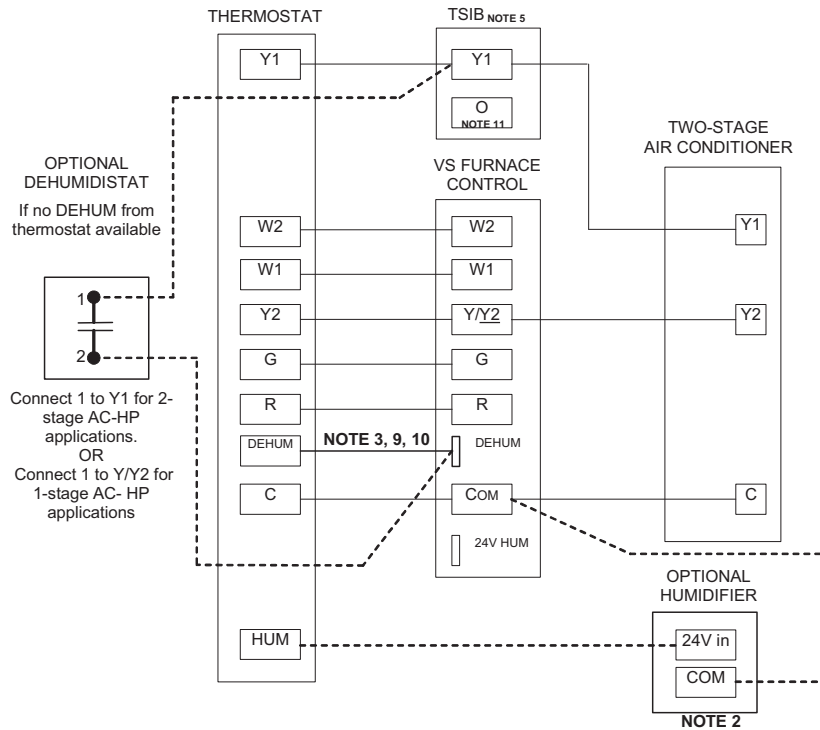 THERMOSTAT
TSIB NOTE 5
Y1
Y1
O
NOTE 11
TWO-STAGE
AIR CONDITIONER
OPTIONAL
DEHUMIDISTAT
If no DEHUM from
thermostat available
VS FURNACE
CONTROL
W2
W2
Y1
W1
W1
1
Y2
Y/Y2
Y2
2
G
G
Connect 1 to Y1 for 2-
stage AC-HP
applications.
OR
Connect 1 to Y/Y2 for
1-stage AC- HP
applications
R
R
DEHUM
NOTE 3, 9, 10
DEHUM
C
COM
C
24V HUM
OPTIONAL
HUMIDIFIER
HUM
24V in
COM
NOTE 2